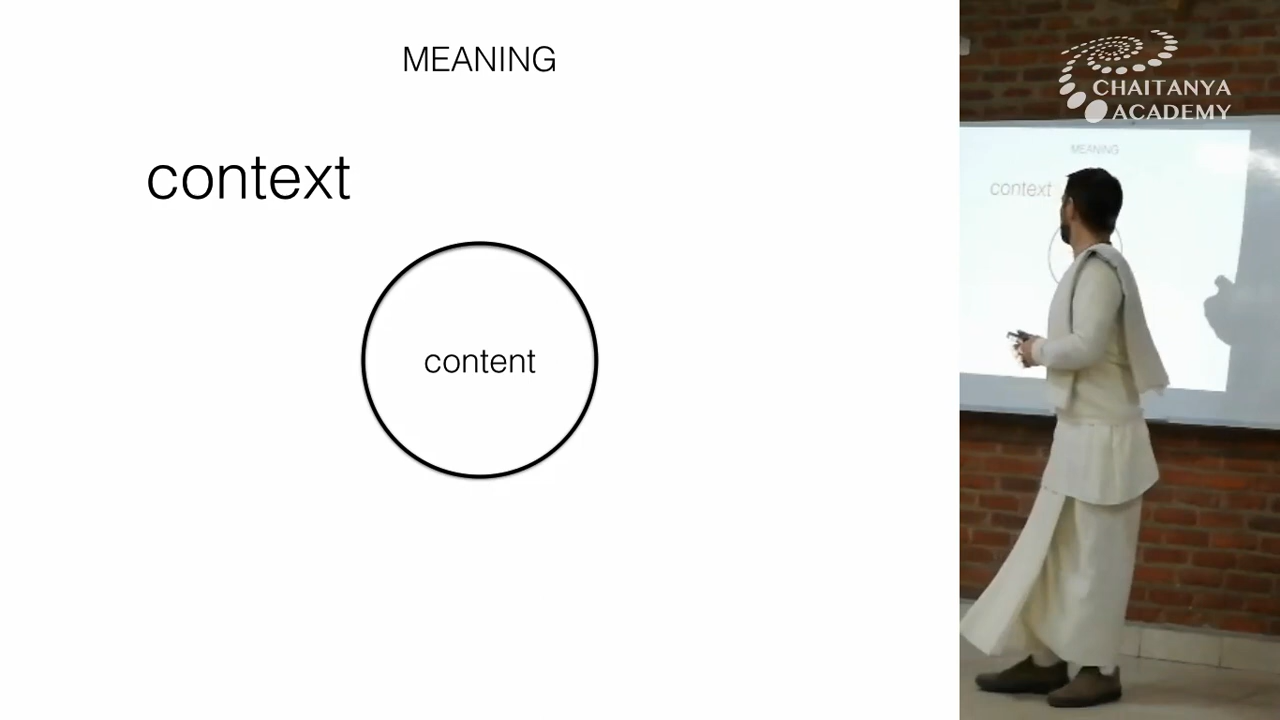 MEANING
context
content
CHAITANYA
ACADEMY
MEANING
context